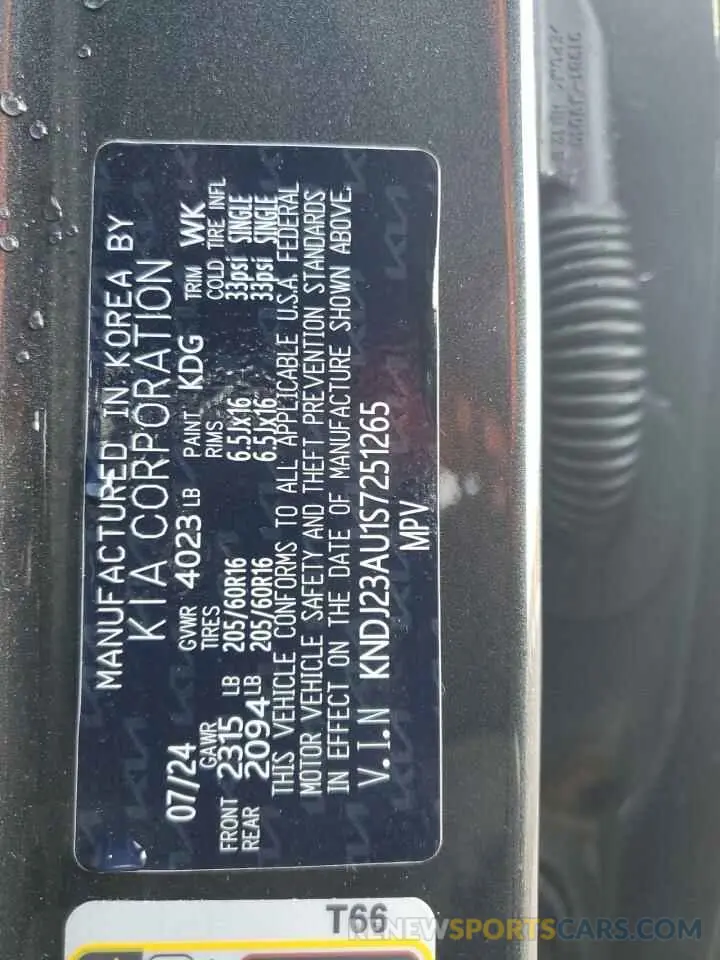 MANUFACTURED IN KOREA BY
KIA CORPORATION
07/24 GVWR 4023 LB PAINT KDG TRIM WK
GAWR TIRES RIMS COLD TIRE INFL
FRONT 2315 LB 205/60R16 6.5Jx16 33psi SINGLE
REAR 2094 LB 205/60R16 6.5Jx16 33psi SINGLE
THIS VEHICLE CONFORMS TO ALL APPLICABLE U.S.A. FEDERAL
MOTOR VEHICLE SAFETY AND THEFT PREVENTION STANDARDS
IN EFFECT ON THE DATE OF MANUFACTURE SHOWN ABOVE.
V.I.N KNDJ23AU1S7251265
MPV
T66
RENEWSPORTSCARS.COM